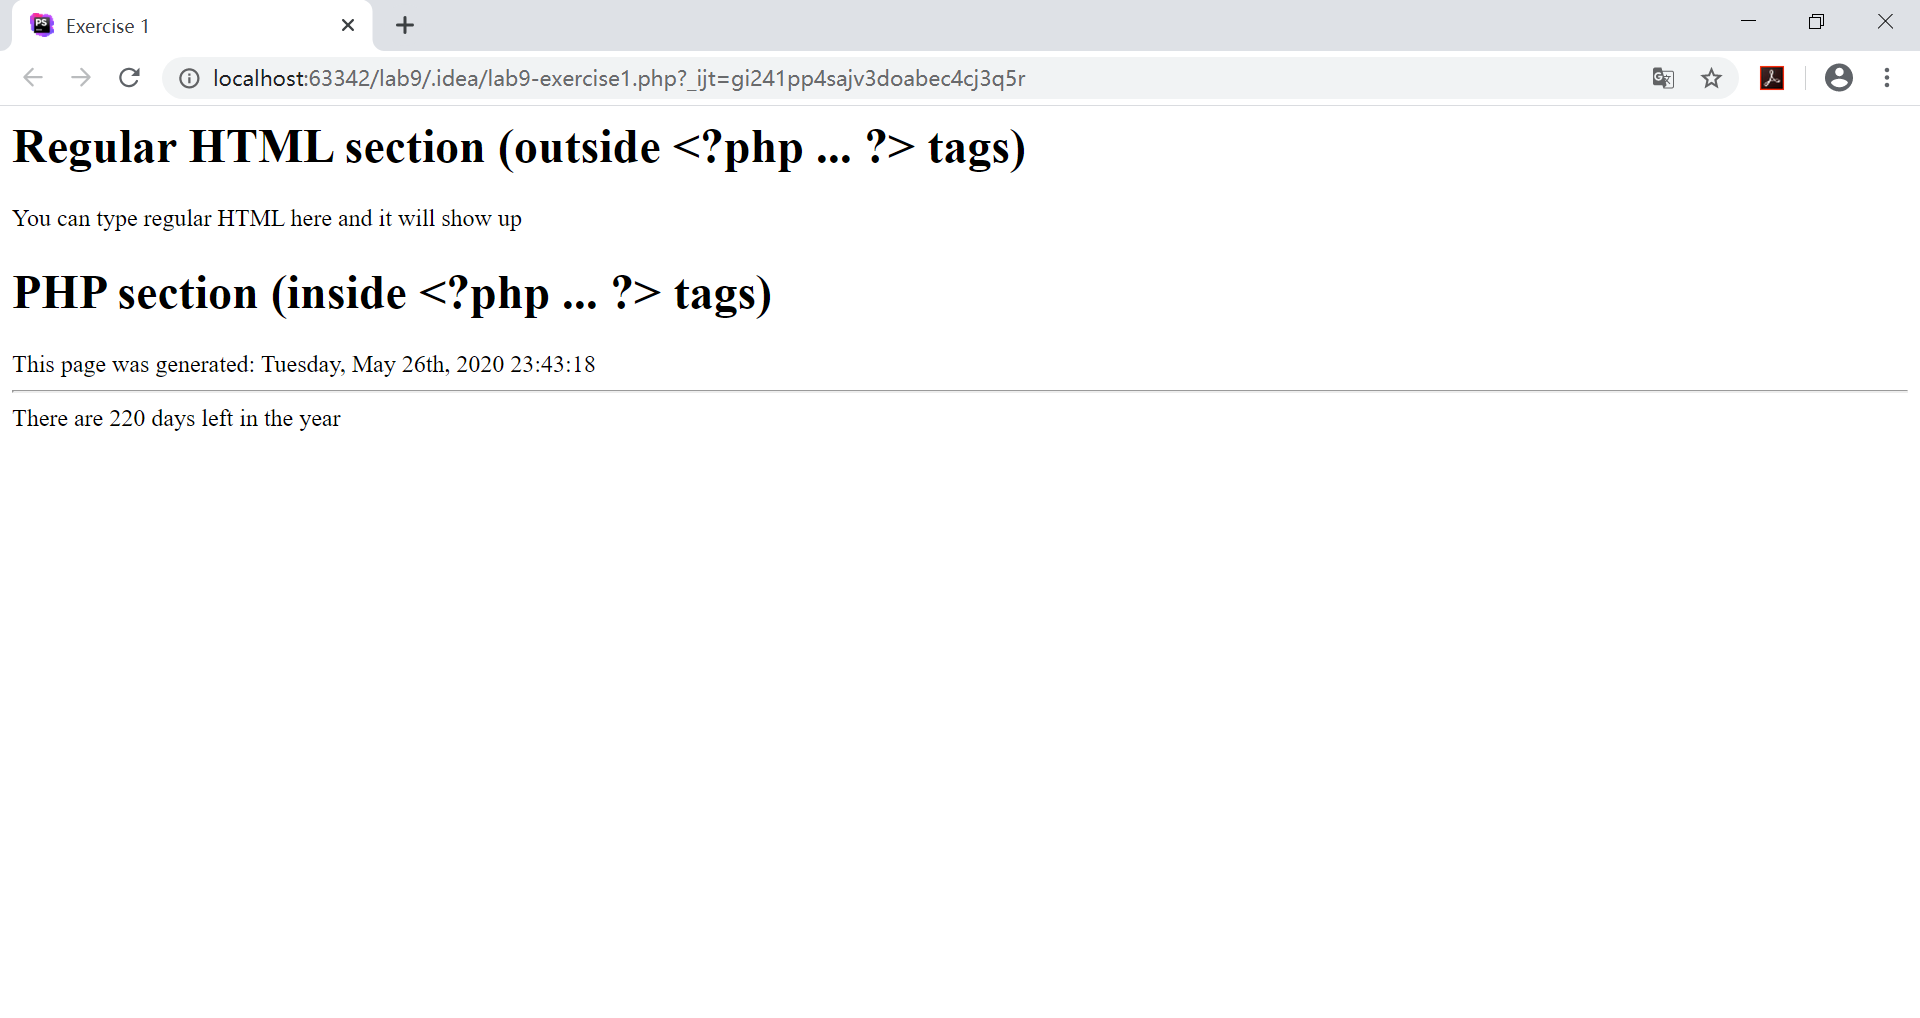 Exercise 1
localhost:63342/lab9/.idea/lab9-exercise1.php?_ijt=gi241pp4sajv3doabec4cj3q5r
Regular HTML section (outside <?php ... ?> tags)
You can type regular HTML here and it will show up
PHP section (inside <?php ... ?> tags)
This page was generated: Tuesday, May 26th, 2020 23:43:18
There are 220 days left in the year